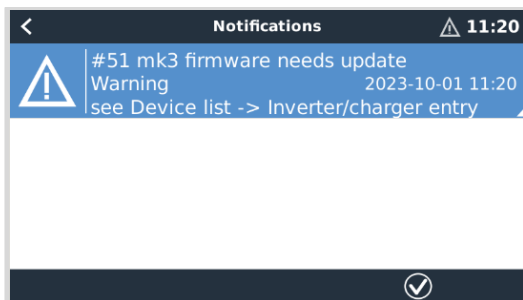 Notifications
11:20
#51 mk3 firmware needs update
Warning 2023-10-01 11:20
see Device list -> Inverter/charger entry